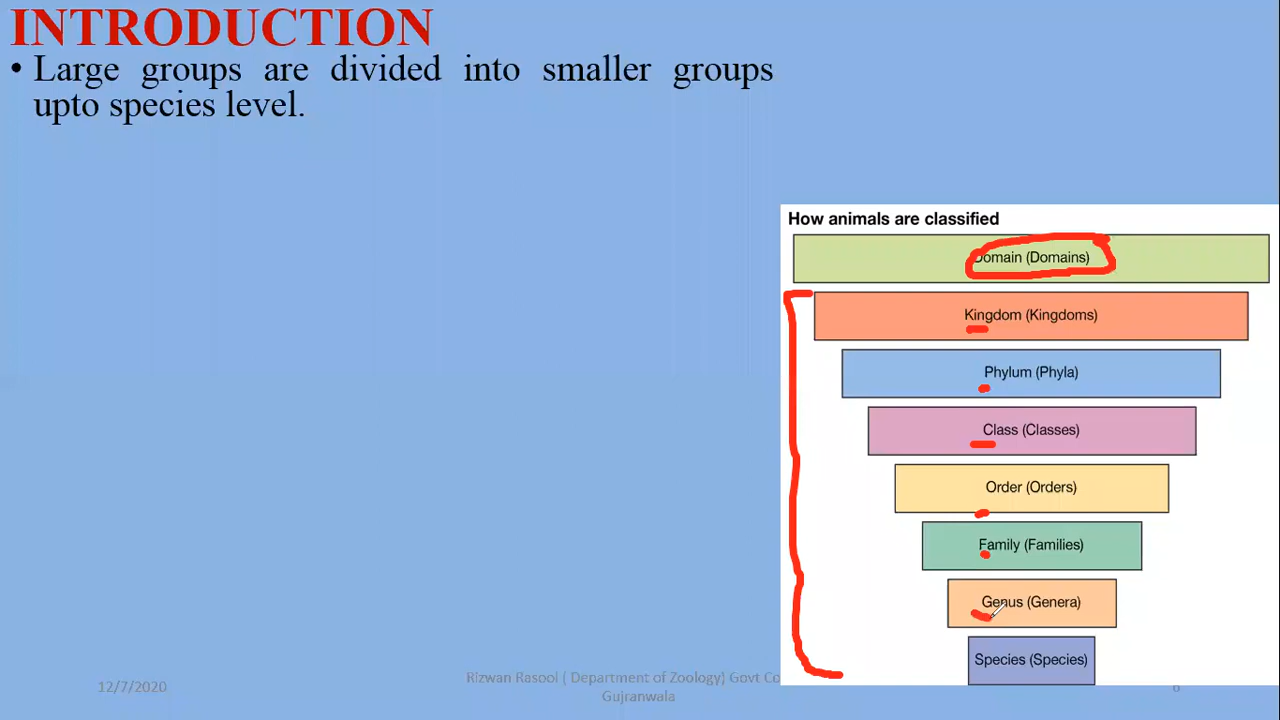 INTRODUCTION
• Large groups are divided into smaller groups
upto species level.
How animals are classified
Domain (Domains)
Kingdom (Kingdoms)
Phylum (Phyla)
Class (Classes)
Order (Orders)
Family (Families)
Genus (Genera)
Species (Species)
12/7/2020
Rizwan Rasool ( Department of Zoology) Govt Co
Gujranwala
6